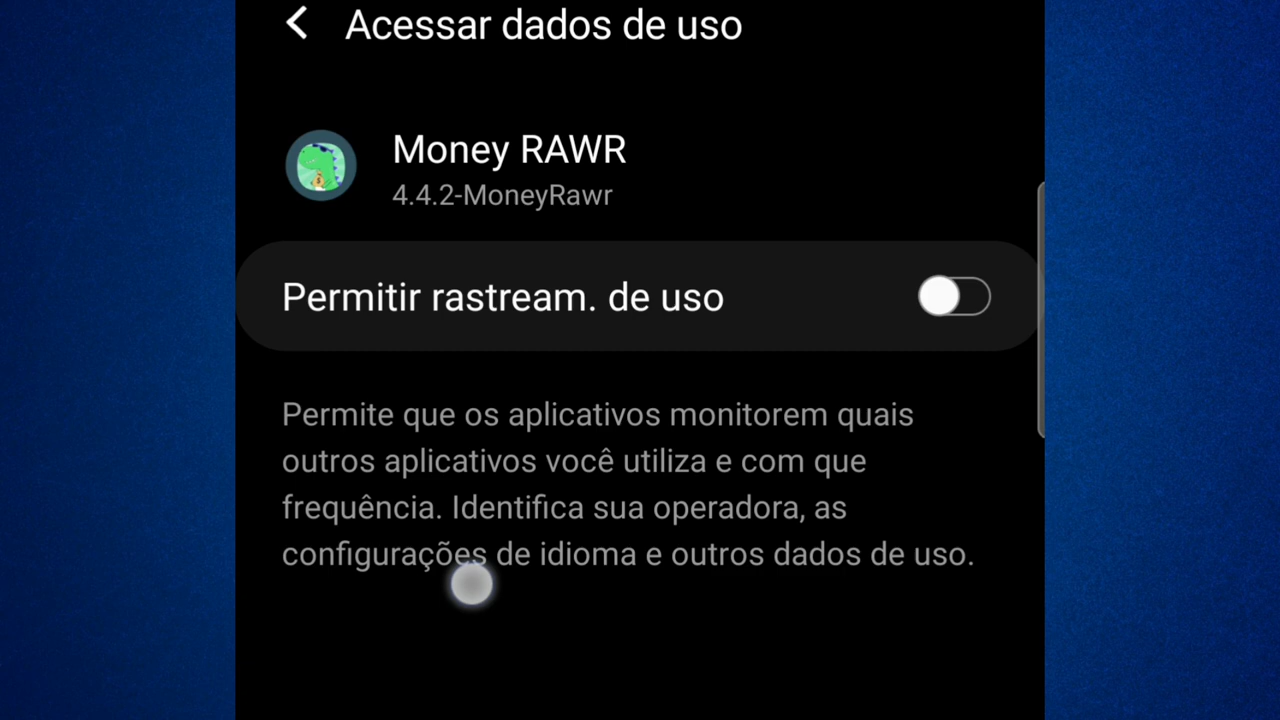 Acessar dados de uso
Money RAWR
4.4.2-MoneyRawr
Permitir rastream. de uso
Permite que os aplicativos monitorem quais
outros aplicativos você utiliza e com que
frequência. Identifica sua operadora, as
configurações de idioma e outros dados de uso.